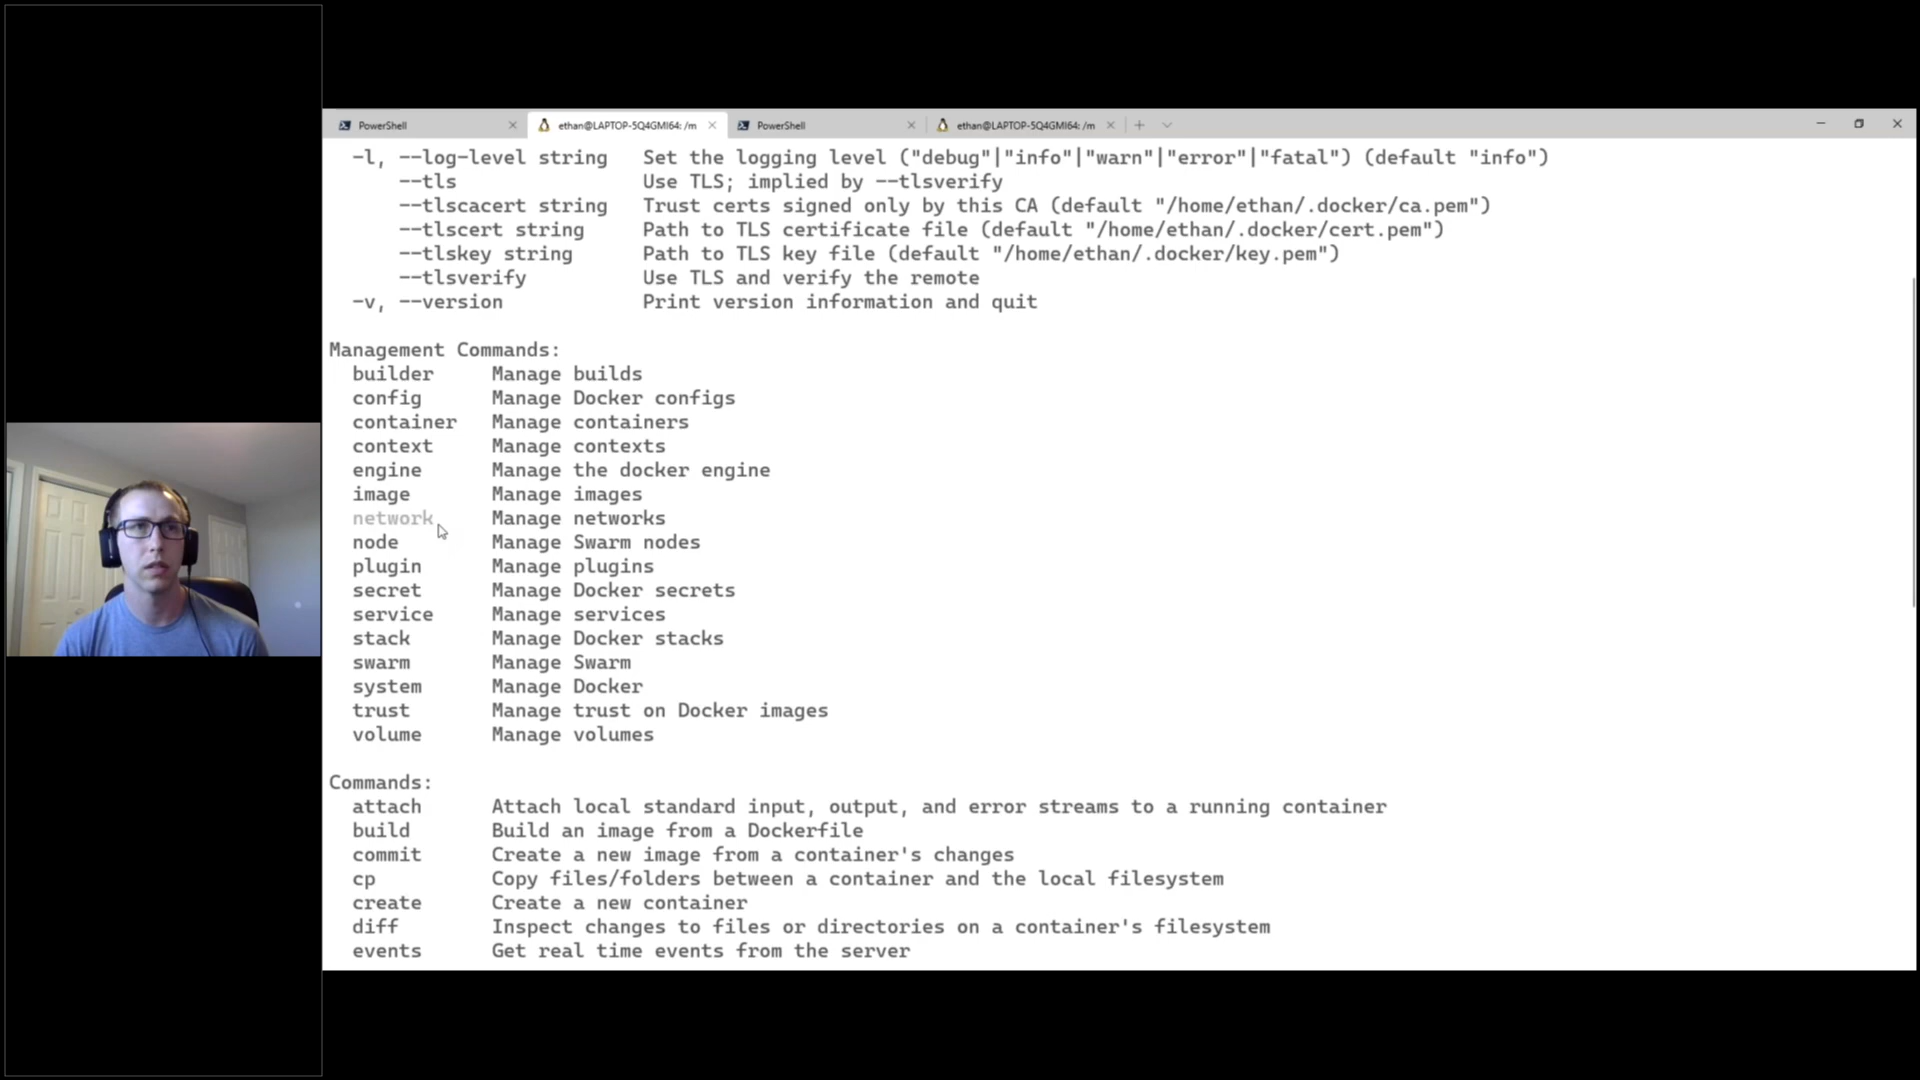 PowerShell
ethan@LAPTOP-5Q4GMI64: /m
PowerShell
ethan@LAPTOP-5Q4GMI64: /m
-l, --log-level string   Set the logging level ("debug"|"info"|"warn"|"error"|"fatal") (default "info")
--tls   Use TLS; implied by --tlsverify
--tlscacert string   Trust certs signed only by this CA (default "/home/ethan/.docker/ca.pem")
--tlscert string   Path to TLS certificate file (default "/home/ethan/.docker/cert.pem")
--tlskey string   Path to TLS key file (default "/home/ethan/.docker/key.pem")
--tlsverify   Use TLS and verify the remote
-v, --version   Print version information and quit
Management Commands:
builder   Manage builds
config   Manage Docker configs
container   Manage containers
context   Manage contexts
engine   Manage the docker engine
image   Manage images
network   Manage networks
node   Manage Swarm nodes
plugin   Manage plugins
secret   Manage Docker secrets
service   Manage services
stack   Manage Docker stacks
swarm   Manage Swarm
system   Manage Docker
trust   Manage trust on Docker images
volume   Manage volumes
Commands:
attach   Attach local standard input, output, and error streams to a running container
build   Build an image from a Dockerfile
commit   Create a new image from a container's changes
cp   Copy files/folders between a container and the local filesystem
create   Create a new container
diff   Inspect changes to files or directories on a container's filesystem
events   Get real time events from the server